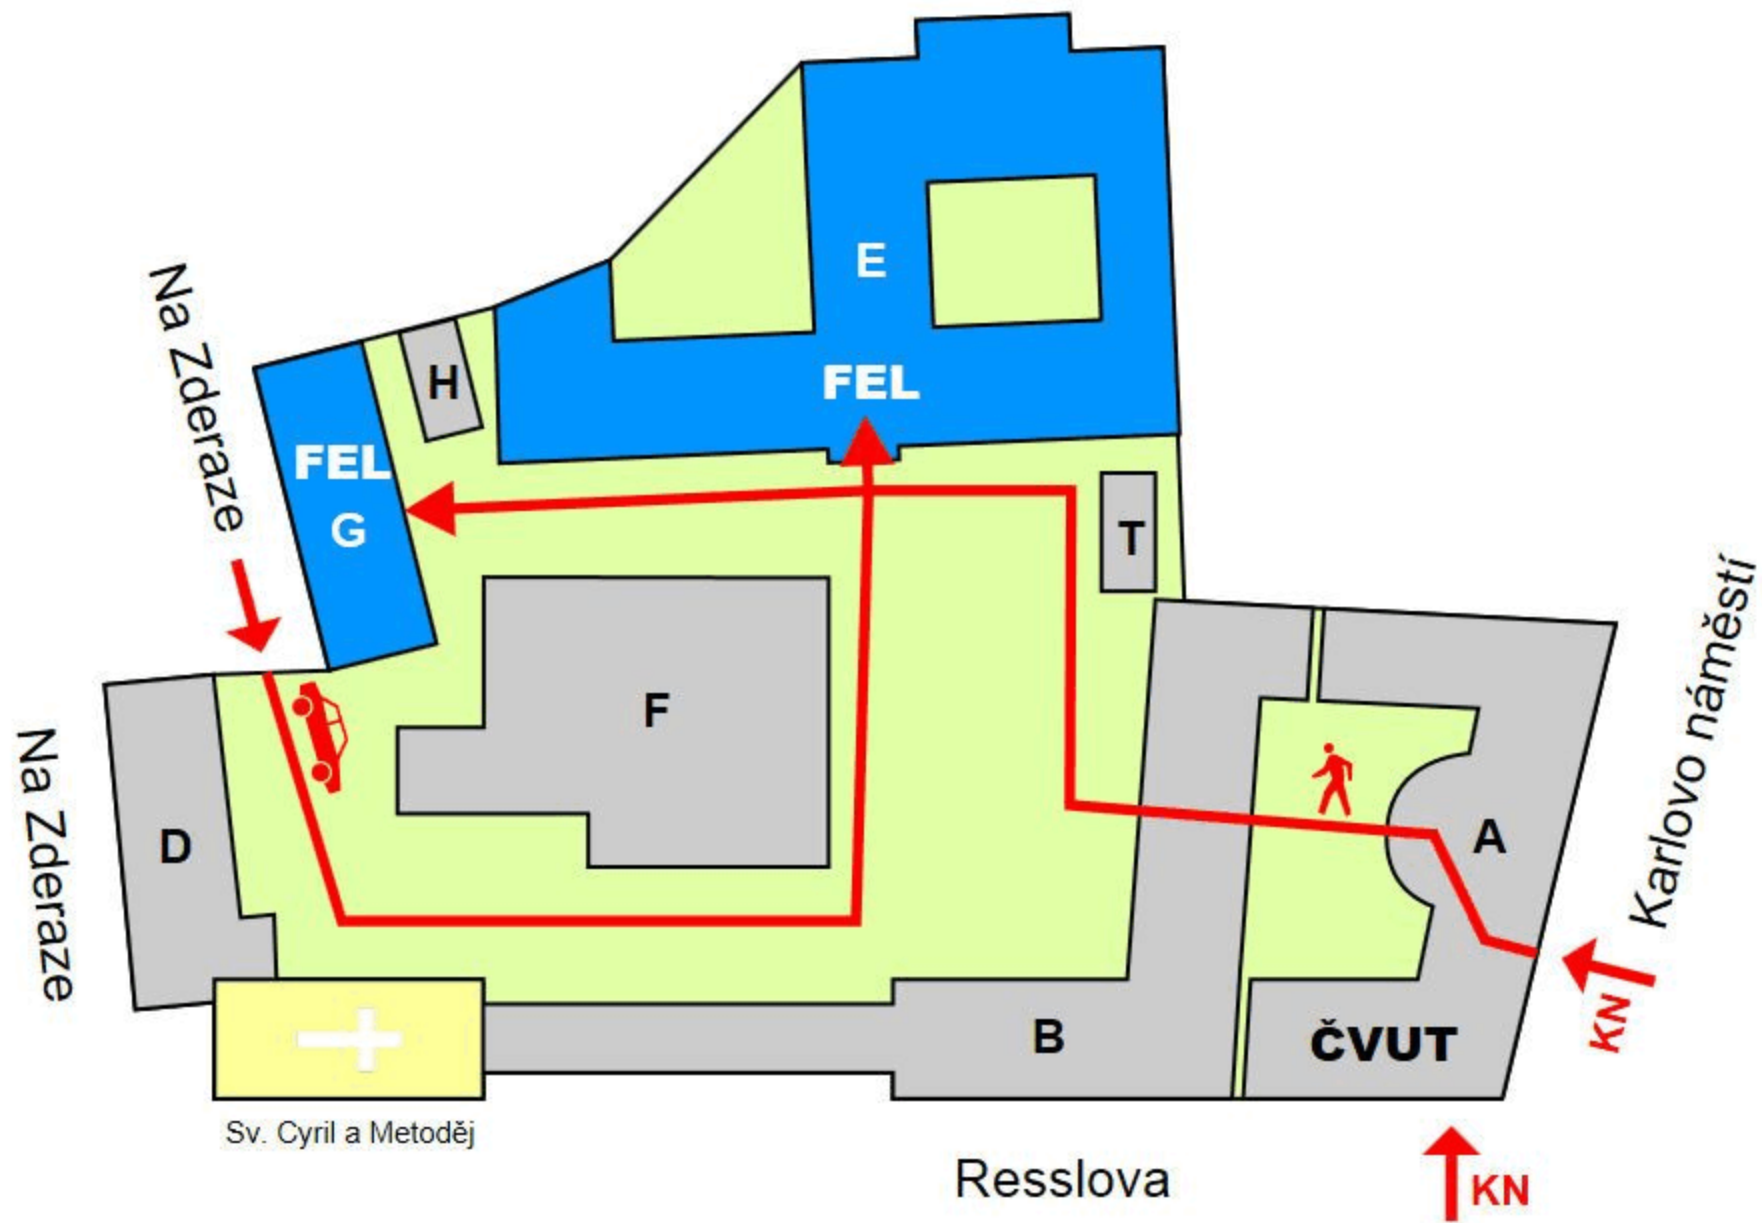 E
Na Zderaze
H
FEL
FEL
G
T
Karlovo náměstí
F
Na Zderaze
D
A
KN
B
ČVUT
Sv. Cyril a Metoděj
Resslova
KN